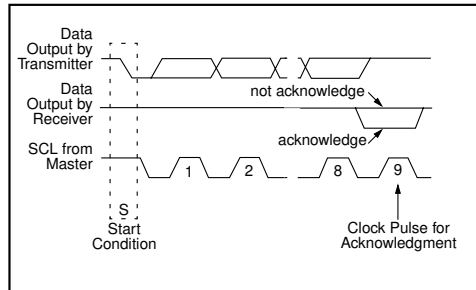 Data
Output by
Transmitter
Data
Output by
Receiver
not acknowledge
acknowledge
SCL from
Master
1 2 8 9
S
Start
Condition
Clock Pulse for
Acknowledgment